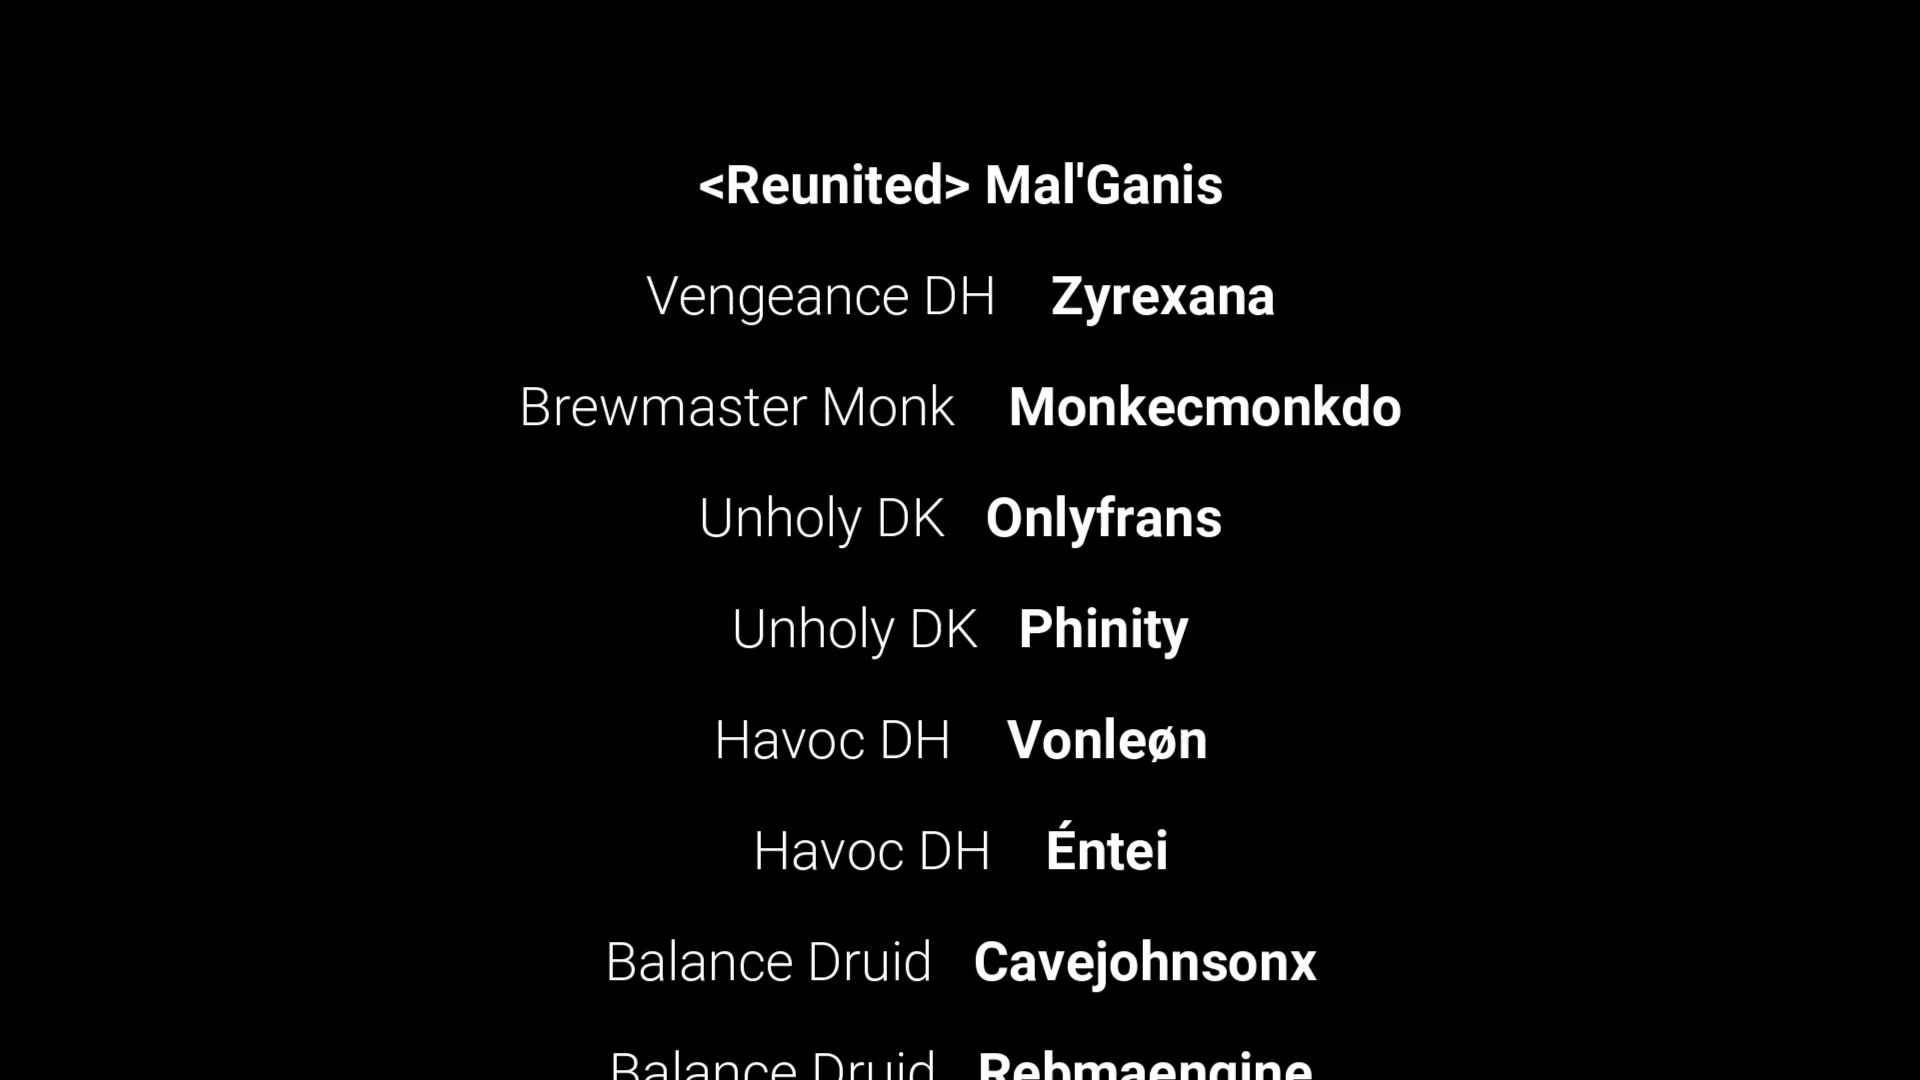 <Reunited> Mal'Ganis
Vengeance DH Zyrexana
Brewmaster Monk Monkecmonkdo
Unholy DK Onlyfrans
Unholy DK Phinity
Havoc DH Vonleøn
Havoc DH Éntei
Balance Druid Cavejohnsonx
Balance Druid Rebmaengine